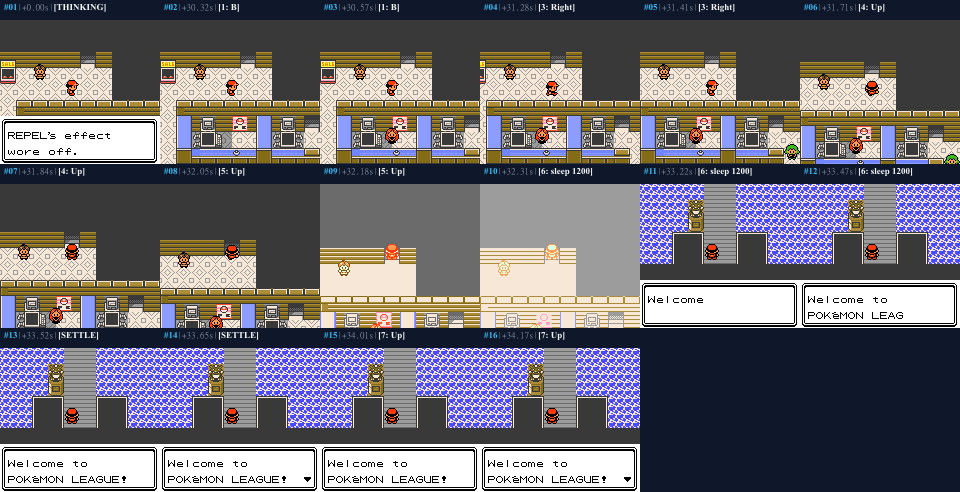 #01|+0.00s|[THINKING]
#02|+30.32s|[1: B]
#03|+30.57s|[1: B]
#04|+31.28s|[3: Right]
#05|+31.41s|[3: Right]
#06|+31.71s|[4: Up]
SALE
SALE
SALE
REPEL's effect
wore off.
#07|+31.84s|[4: Up]
#08|+32.05s|[5: Up]
#09|+32.18s|[5: Up]
#10|+32.31s|[6: sleep 1200]
#11|+33.22s|[6: sleep 1200]
#12|+33.47s|[6: sleep 1200]
Welcome
Welcome to
POKéMON LEAG
#13|+33.52s|[SETTLE]
#14|+33.65s|[SETTLE]
#15|+34.01s|[7: Up]
#16|+34.17s|[7: Up]
Welcome to
POKéMON LEAGUE!
Welcome to
POKéMON LEAGUE!
Welcome to
POKéMON LEAGUE!
Welcome to
POKéMON LEAGUE!